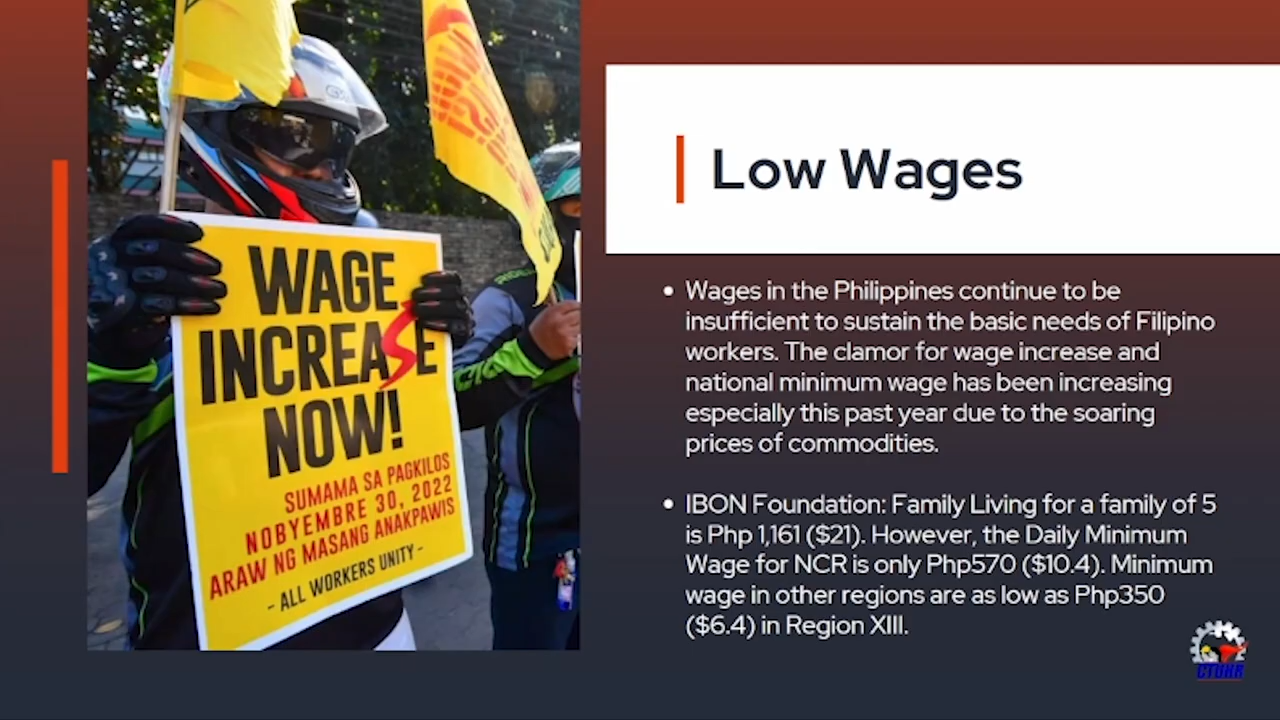 WAGE
INCREASE
NOW!
SUMAMA SA PAGKILOS
NOBYEMBRE 30, 2022
ARAW NG MASANG ANAKPAWIS
- ALL WORKERS UNITY -
Low Wages
• Wages in the Philippines continue to be
insufficient to sustain the basic needs of Filipino
workers. The clamor for wage increase and
national minimum wage has been increasing
especially this past year due to the soaring
prices of commodities.
• IBON Foundation: Family Living for a family of 5
is Php 1,161 ($21). However, the Daily Minimum
Wage for NCR is only Php570 ($10.4). Minimum
wage in other regions are as low as Php350
($6.4) in Region XIII.
CTUHR